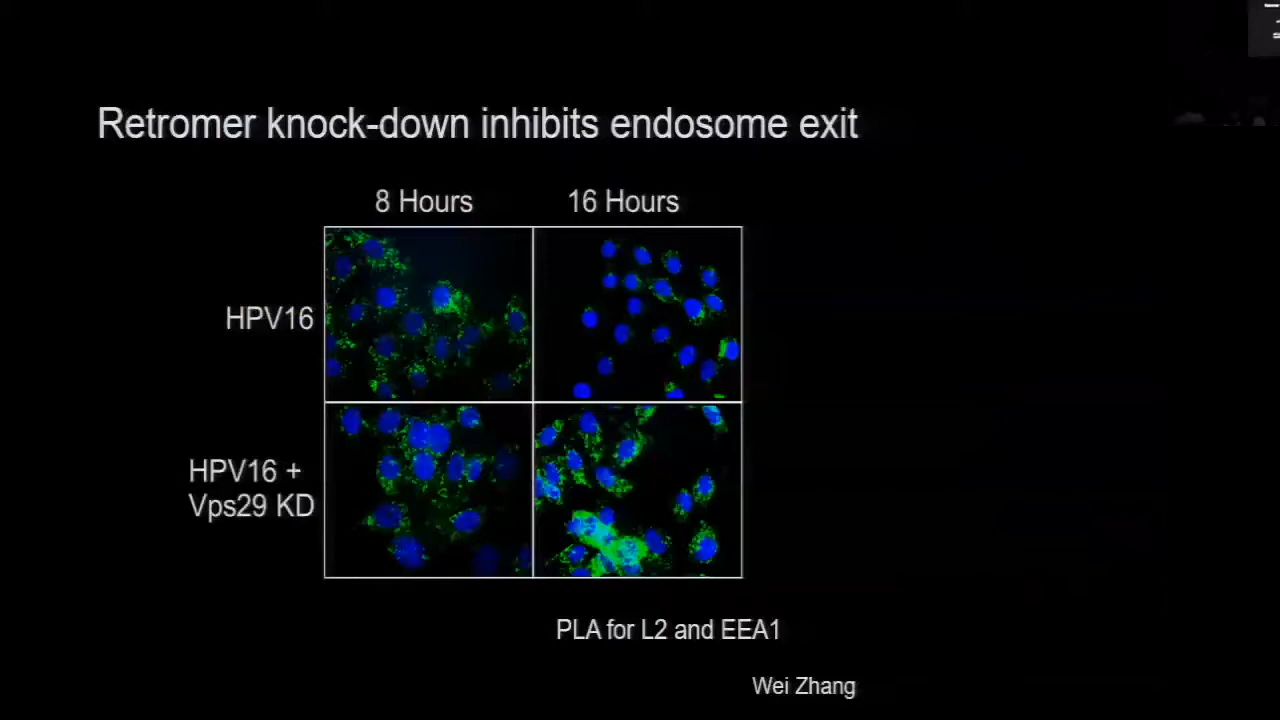 Retromer knock-down inhibits endosome exit
8 Hours
16 Hours
HPV16
HPV16 +
Vps29 KD
PLA for L2 and EEA1
Wei Zhang